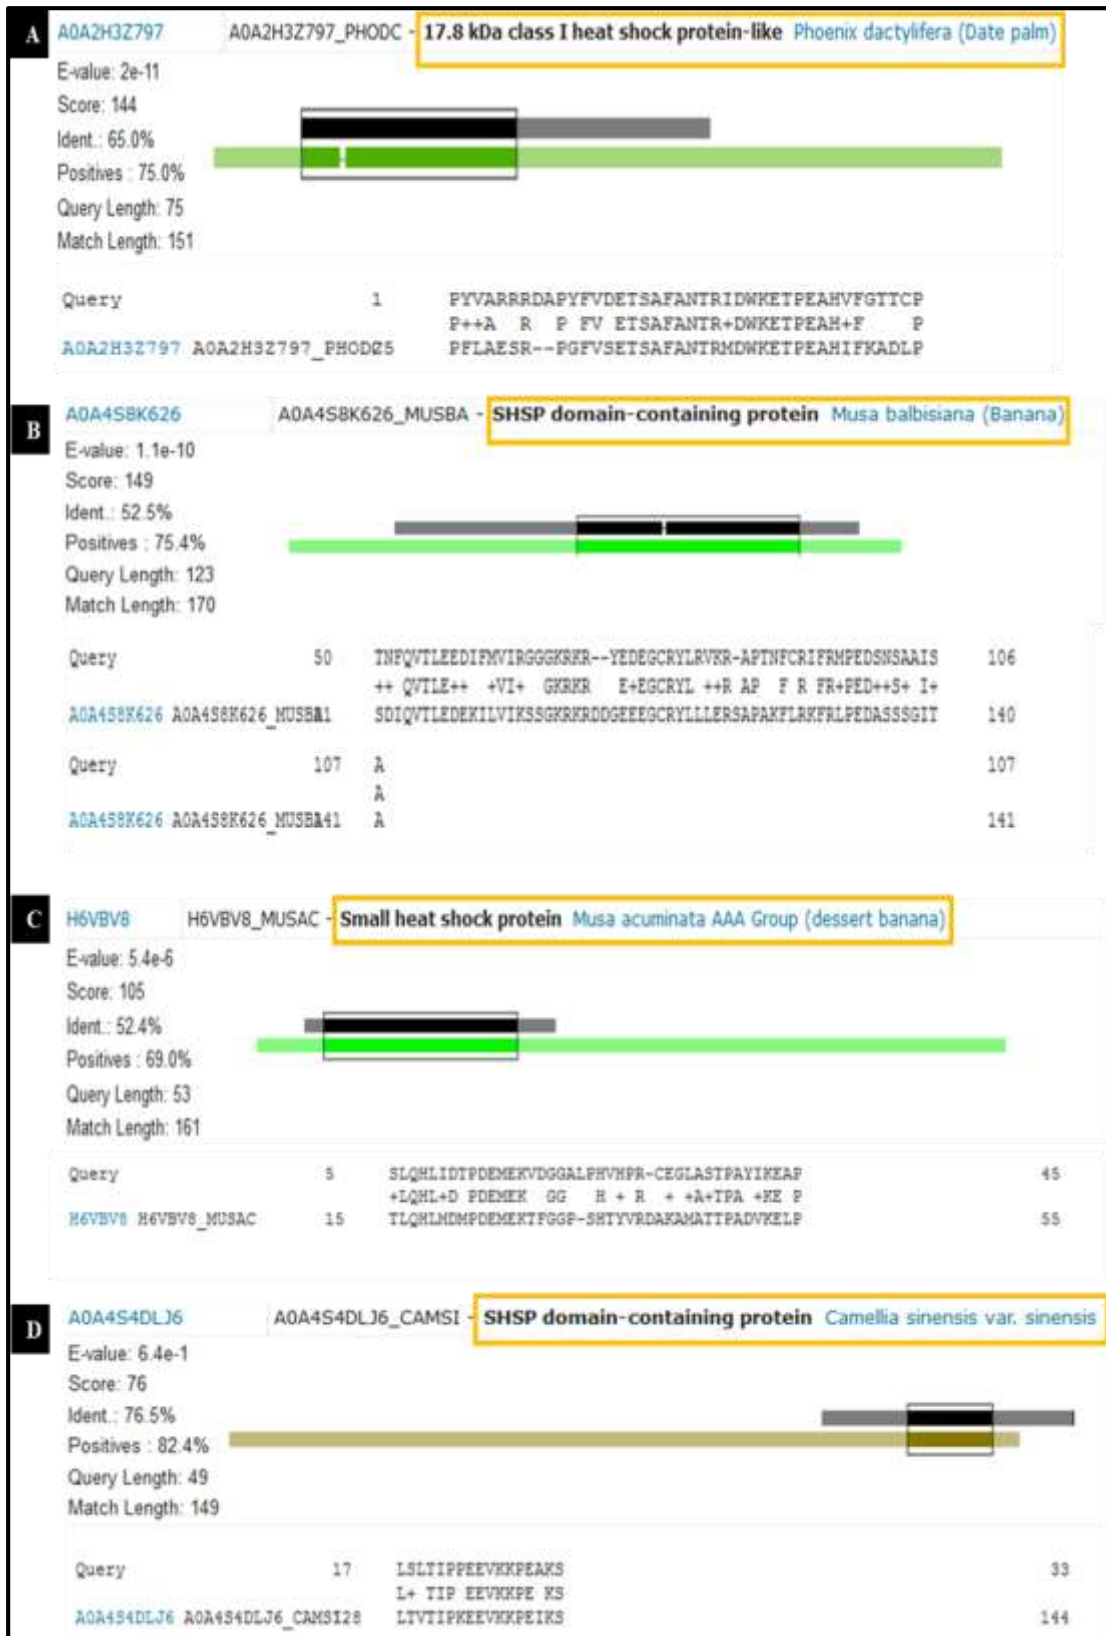 A A0A2H3Z797 A0A2H3Z797_PHODC - 17.8 kDa class I heat shock protein-like Phoenix dactylifera (Date palm)
E-value: 2e-11
Score: 144
Ident.: 65.0%
Positives : 75.0%
Query Length: 75
Match Length: 151
Query 1 PYVARRRDAPYFVDETSAFANTRIDWKETPEAHVFGTTCP
P++A R P FV ETSAFANTR+DWKETPEAH+F P
A0A2H3Z797 A0A2H3Z797_PHODC25 PFLAESR--PGFVSETSAFANTRMDWKETPEAHIFKADLP
B A0A4S8K626 A0A4S8K626_MUSBA - SHSP domain-containing protein Musa balbisiana (Banana)
E-value: 1.1e-10
Score: 149
Ident.: 52.5%
Positives : 75.4%
Query Length: 123
Match Length: 170
Query 50 TNFQVTLEEDIFMVIRGGGKRKR--YEDEGCRYLRVKR-APTNFCRIFRMPEDSNSAAIS 106
++ QVTLE++ +VI+ GKRKR E+EGCRYL ++R AP F R FR+PED++S+ I+
A0A4S8K626 A0A4S8K626_MUSBA81 SDIQVTLEDEKILVIKSSGKRKRDDGEEEGCRYLLLERSAPAKFLRKFRLPEDASSSGIT 140
Query 107 A 107
A
A0A4S8K626 A0A4S8K626_MUSBA141 A 141
C H6VBV8 H6VBV8_MUSAC - Small heat shock protein Musa acuminata AAA Group (dessert banana)
E-value: 5.4e-6
Score: 105
Ident.: 52.4%
Positives : 69.0%
Query Length: 53
Match Length: 161
Query 5 SLQHLIDTPDEMEKVDGGALPHVHPR-CEGLASTPAYIKEAP 45
+LQHL+D PDEMEK GG H + R + +A+TPA +KE P
H6VBV8 H6VBV8_MUSAC 15 TLQHLMDMPDEMEKTFGGP-SHTYVRDAKAMATTPADVKELP 55
D A0A4S4DLJ6 A0A4S4DLJ6_CAMSI - SHSP domain-containing protein Camellia sinensis var. sinensis
E-value: 6.4e-1
Score: 76
Ident.: 76.5%
Positives : 82.4%
Query Length: 49
Match Length: 149
Query 17 LSLTIPPEEVKKPEAKS 33
L+ TIP EEVKKPE KS
A0A4S4DLJ6 A0A4S4DLJ6_CAMSI128 LTVTIPKEEVKKPEIKS 144